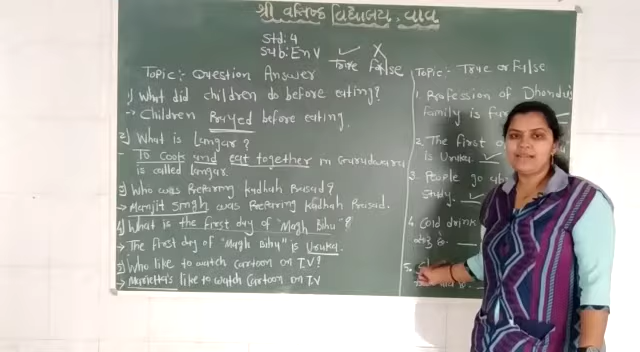 શ્રી વસિષ્ઠ વિદ્યાલય, વાવ
Std: 4
Sub: Env
✓ X
True False
Topic:- Question Answer
1) What did children do before eating?
→ Children Prayed before eating.
2) What is Langar?
- To cook and eat together in Gurudwara
is called langar.
3) Who was Preparing Kadhah Prasad?
→ Manjit Singh was Preparing Kadhah Prasad.
4) What is the first day of "Magh Bihu"?
→ The first day of "Magh Bihu" is Uruka.
5) Who like to watch Cartoon on T.V?
→ Marietta's like to watch Cartoon on T.V
Topic:- True or False
1. Profession of Dhondu's
family is
2. The first
is Uruka. ✓
3. People go
study. ✓
4. Cold drink
5.